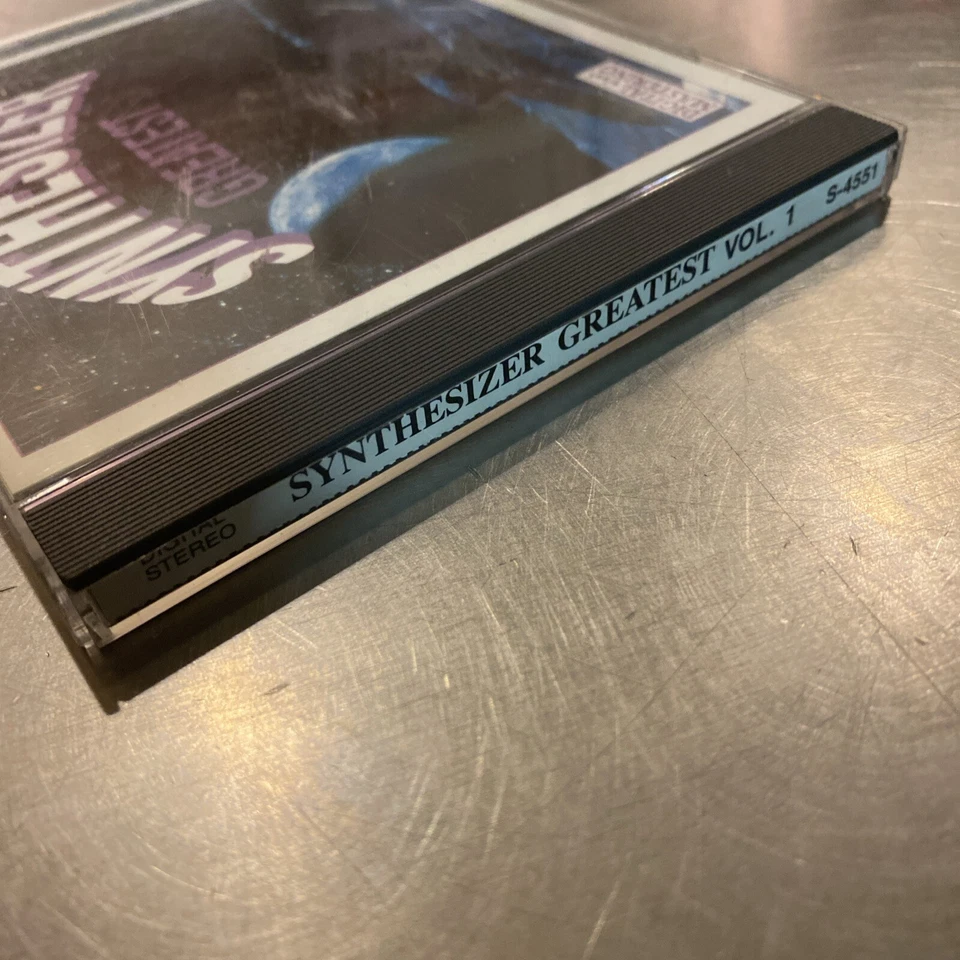 SYNTHESIZER
GREATEST
DIGITAL
STEREO
SYNTHESIZER GREATEST VOL. 1
S-4551